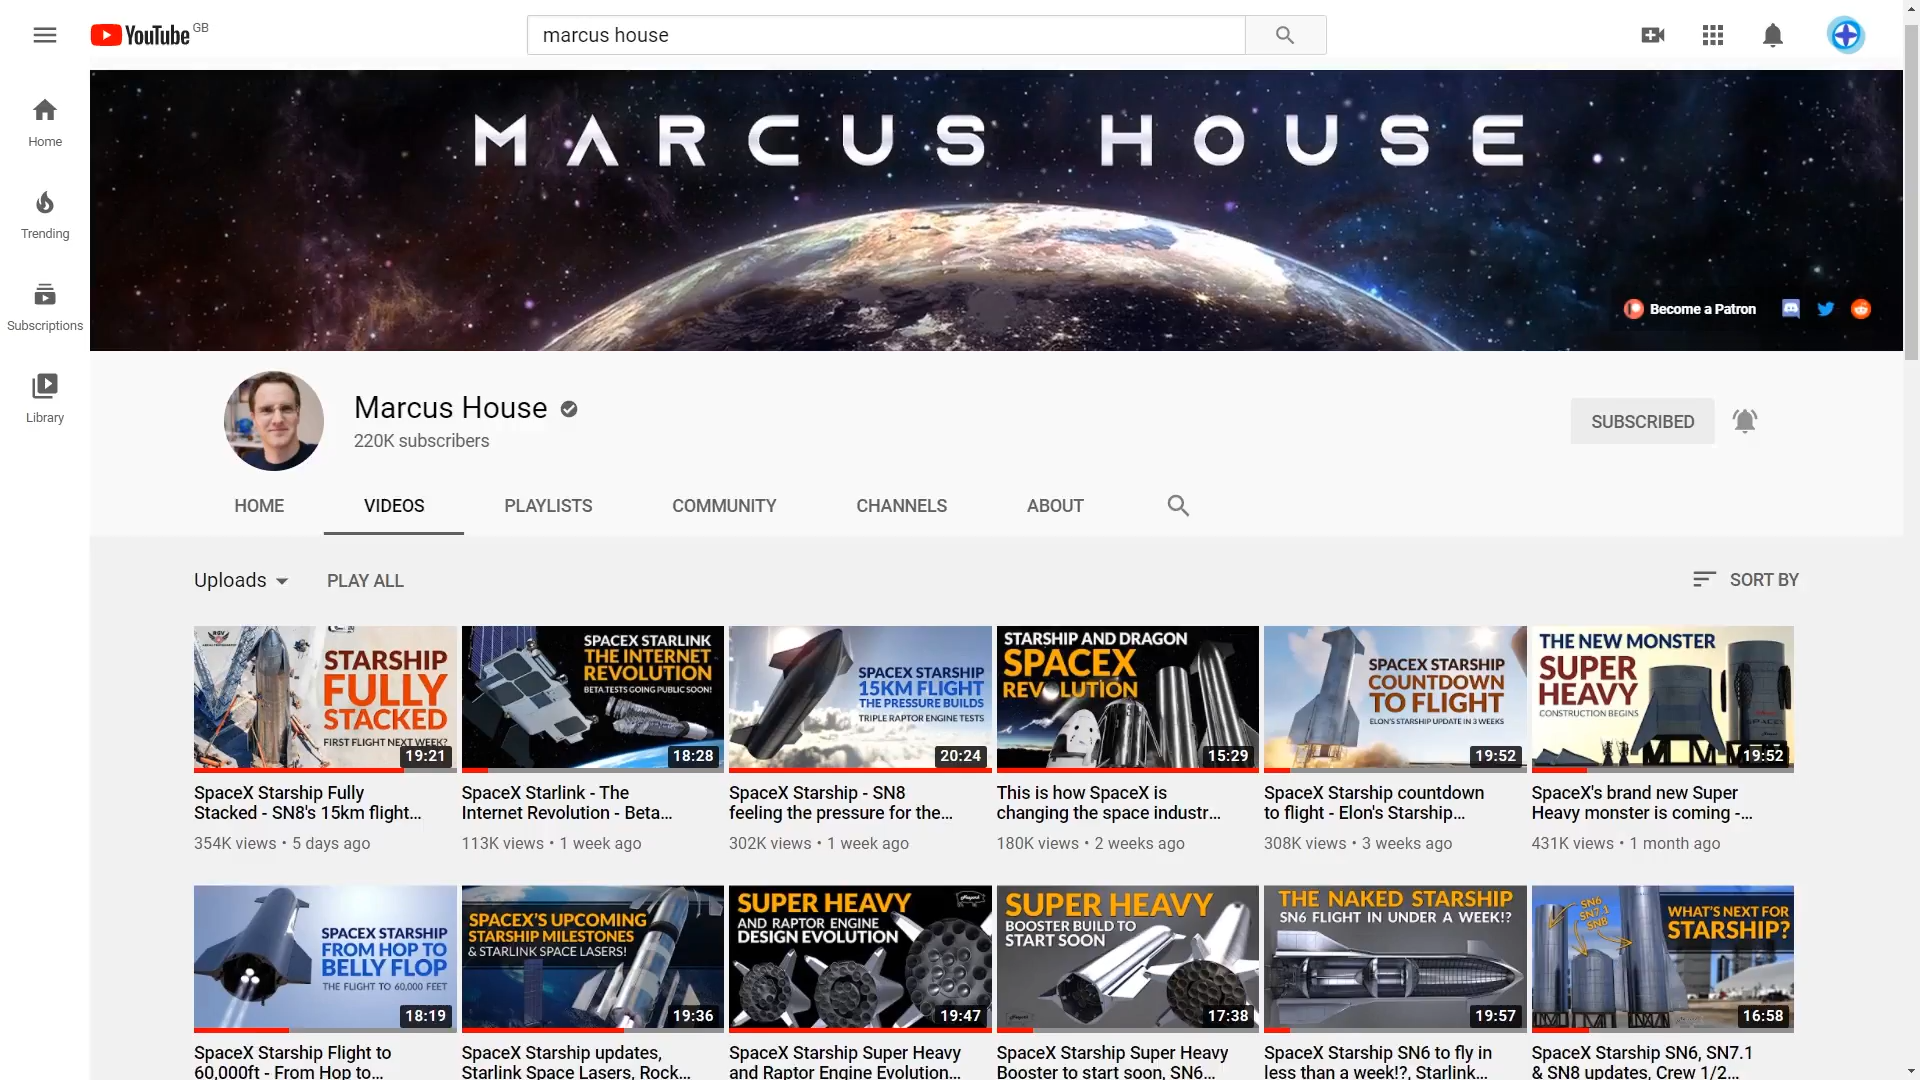 YouTube GB
marcus house
MARCUS HOUSE
Home
Trending
Subscriptions
Library
Become a Patron
Marcus House
220K subscribers
SUBSCRIBED
HOME
VIDEOS
PLAYLISTS
COMMUNITY
CHANNELS
ABOUT
Uploads
PLAY ALL
SORT BY
RGV
STARSHIP
FULLY
STACKED
FIRST FLIGHT NEXT WEEK?
19:21
SpaceX Starship Fully
Stacked - SN8's 15km flight...
354K views • 5 days ago
SPACEX STARLINK
THE INTERNET
REVOLUTION
BETA TESTS GOING PUBLIC SOON!
18:28
SpaceX Starlink - The
Internet Revolution - Beta...
113K views • 1 week ago
SPACEX STARSHIP
15KM FLIGHT
THE PRESSURE BUILDS
TRIPLE RAPTOR ENGINE TESTS
20:24
SpaceX Starship - SN8
feeling the pressure for the...
302K views • 1 week ago
STARSHIP AND DRAGON
SPACEX
REVOLUTION
15:29
This is how SpaceX is
changing the space industr...
180K views • 2 weeks ago
SPACEX STARSHIP
COUNTDOWN
TO FLIGHT
ELON'S STARSHIP UPDATE IN 3 WEEKS
19:52
SpaceX Starship countdown
to flight - Elon's Starship...
308K views • 3 weeks ago
THE NEW MONSTER
SUPER
HEAVY
CONSTRUCTION BEGINS
SPACEX
19:52
SpaceX's brand new Super
Heavy monster is coming -...
431K views • 1 month ago
SPACEX STARSHIP
FROM HOP TO
BELLY FLOP
THE FLIGHT TO 60,000 FEET
18:19
SpaceX Starship Flight to
60,000ft - From Hop to...
SPACEX'S UPCOMING
STARSHIP MILESTONES
& STARLINK SPACE LASERS!
19:36
SpaceX Starship updates,
Starlink Space Lasers, Rock...
SUPER HEAVY
AND RAPTOR ENGINE
DESIGN EVOLUTION
19:47
SpaceX Starship Super Heavy
and Raptor Engine Evolution...
SUPER HEAVY
BOOSTER BUILD TO
START SOON
17:38
SpaceX Starship Super Heavy
Booster to start soon, SN6...
THE NAKED STARSHIP
SN6 FLIGHT IN UNDER A WEEK!?
19:57
SpaceX Starship SN6 to fly in
less than a week!?, Starlink...
SN6
SN7.1
SN8
WHAT'S NEXT FOR
STARSHIP?
16:58
SpaceX Starship SN6, SN7.1
& SN8 updates, Crew 1/2...